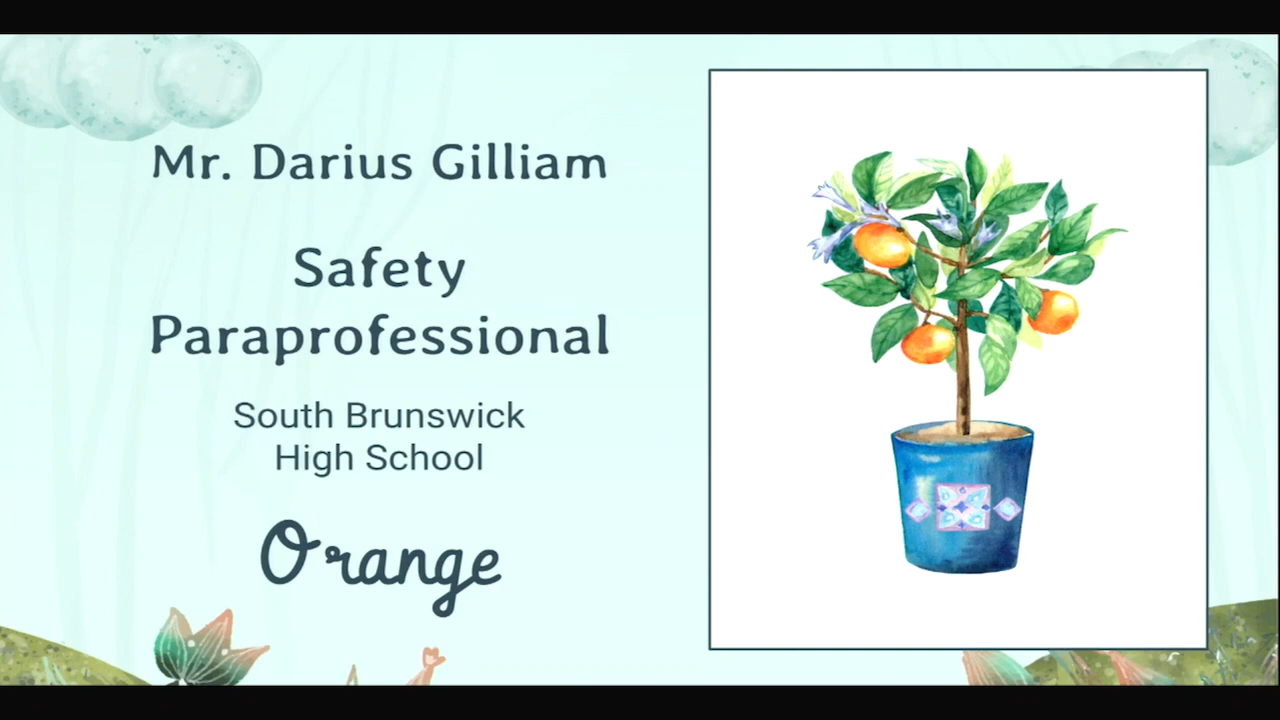 Mr. Darius Gilliam
Safety
Paraprofessional
South Brunswick
High School
Orange